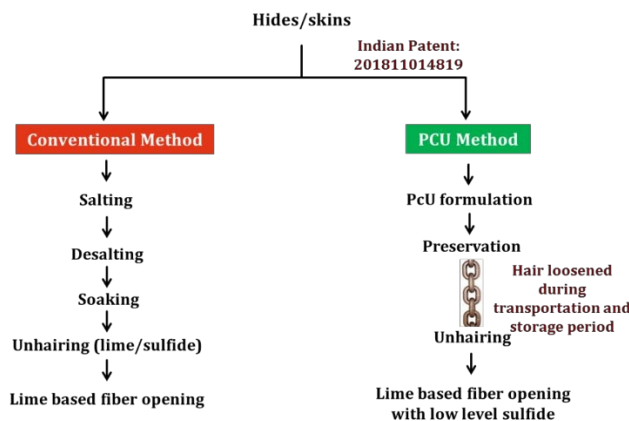 Hides/skins
Indian Patent:
201811014819
Conventional Method
Salting
Desalting
Soaking
Unhairing (lime/sulfide)
Lime based fiber opening
PCU Method
PcU formulation
Preservation
Hair loosened
during
transportation and
storage period
Unhairing
Lime based fiber opening
with low level sulfide